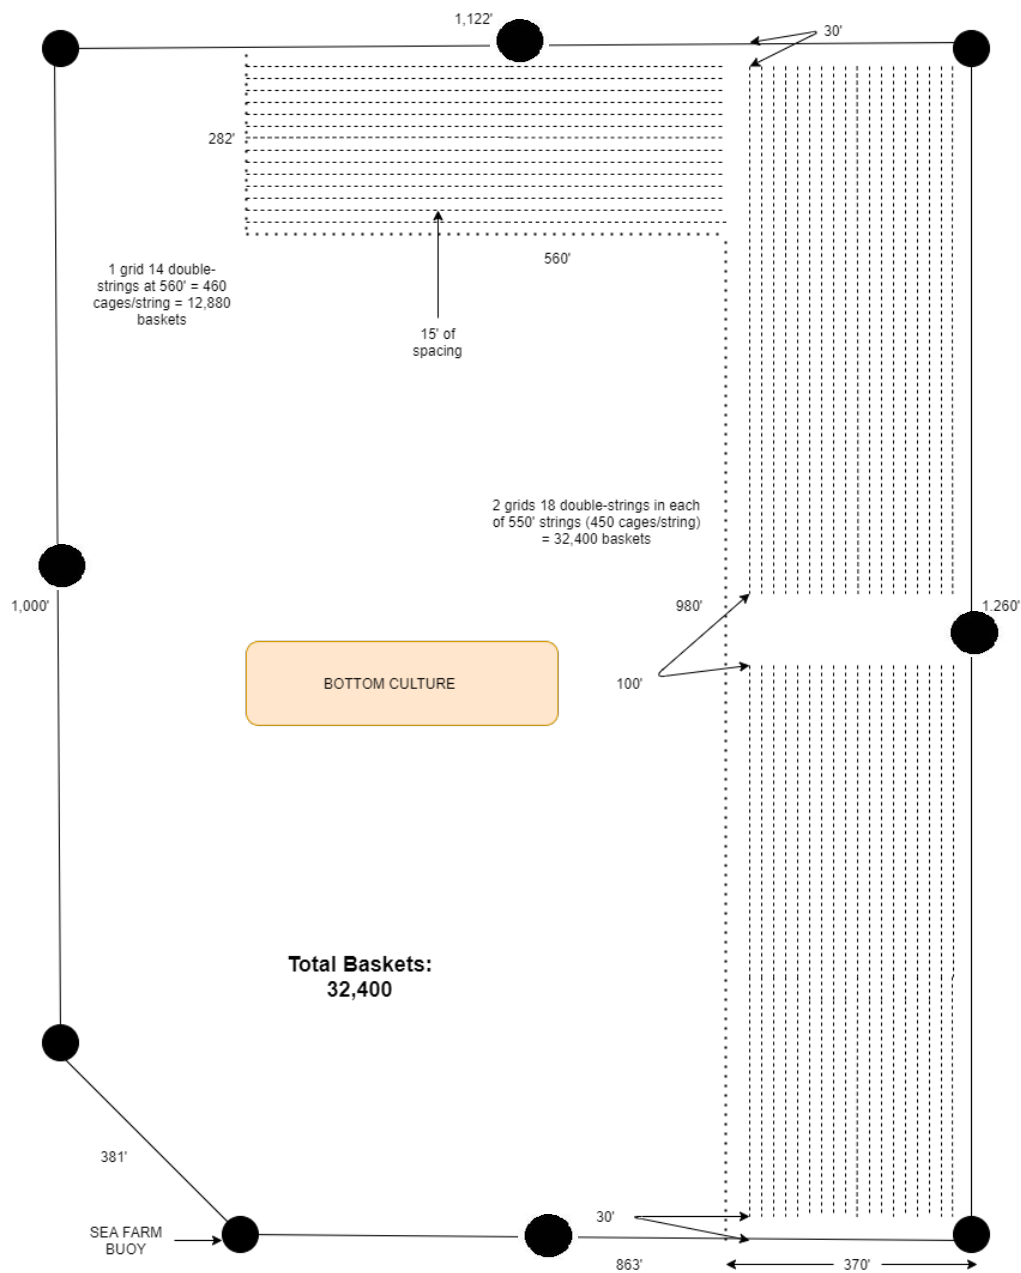 1,122'
30'
282'
560'
1 grid 14 double-
strings at 560' = 460
cages/string = 12,880
baskets
15' of
spacing
2 grids 18 double-strings in each
of 550' strings (450 cages/string)
= 32,400 baskets
1,000'
980'
1.260'
100'
BOTTOM CULTURE
Total Baskets:
32,400
381'
SEA FARM
BUOY
30'
863'
370'